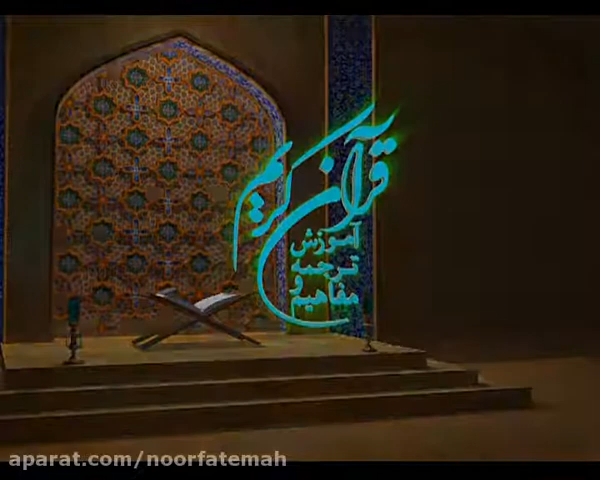 قرآن کریم
آموزش
ترجمه
و
مفاهیم
aparat.com/noorfatemah